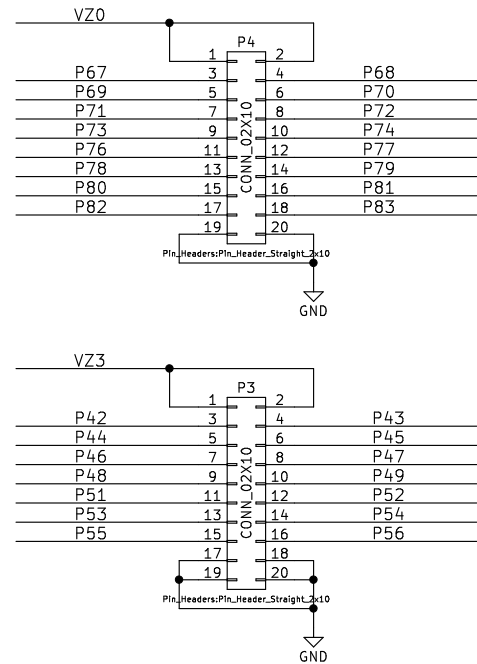 VZ0
P4
1 2
P67 3 4 P68
P69 5 6 P70
P71 7 8 P72
P73 9 10 P74
P76 11 12 P77
P78 13 14 P79
P80 15 16 P81
P82 17 18 P83
19 20
CONN_02X10
Pin_Headers:Pin_Header_Straight_2x10
GND
VZ3
P3
1 2
P42 3 4 P43
P44 5 6 P45
P46 7 8 P47
P48 9 10 P49
P51 11 12 P52
P53 13 14 P54
P55 15 16 P56
17 18
19 20
CONN_02X10
Pin_Headers:Pin_Header_Straight_2x10
GND